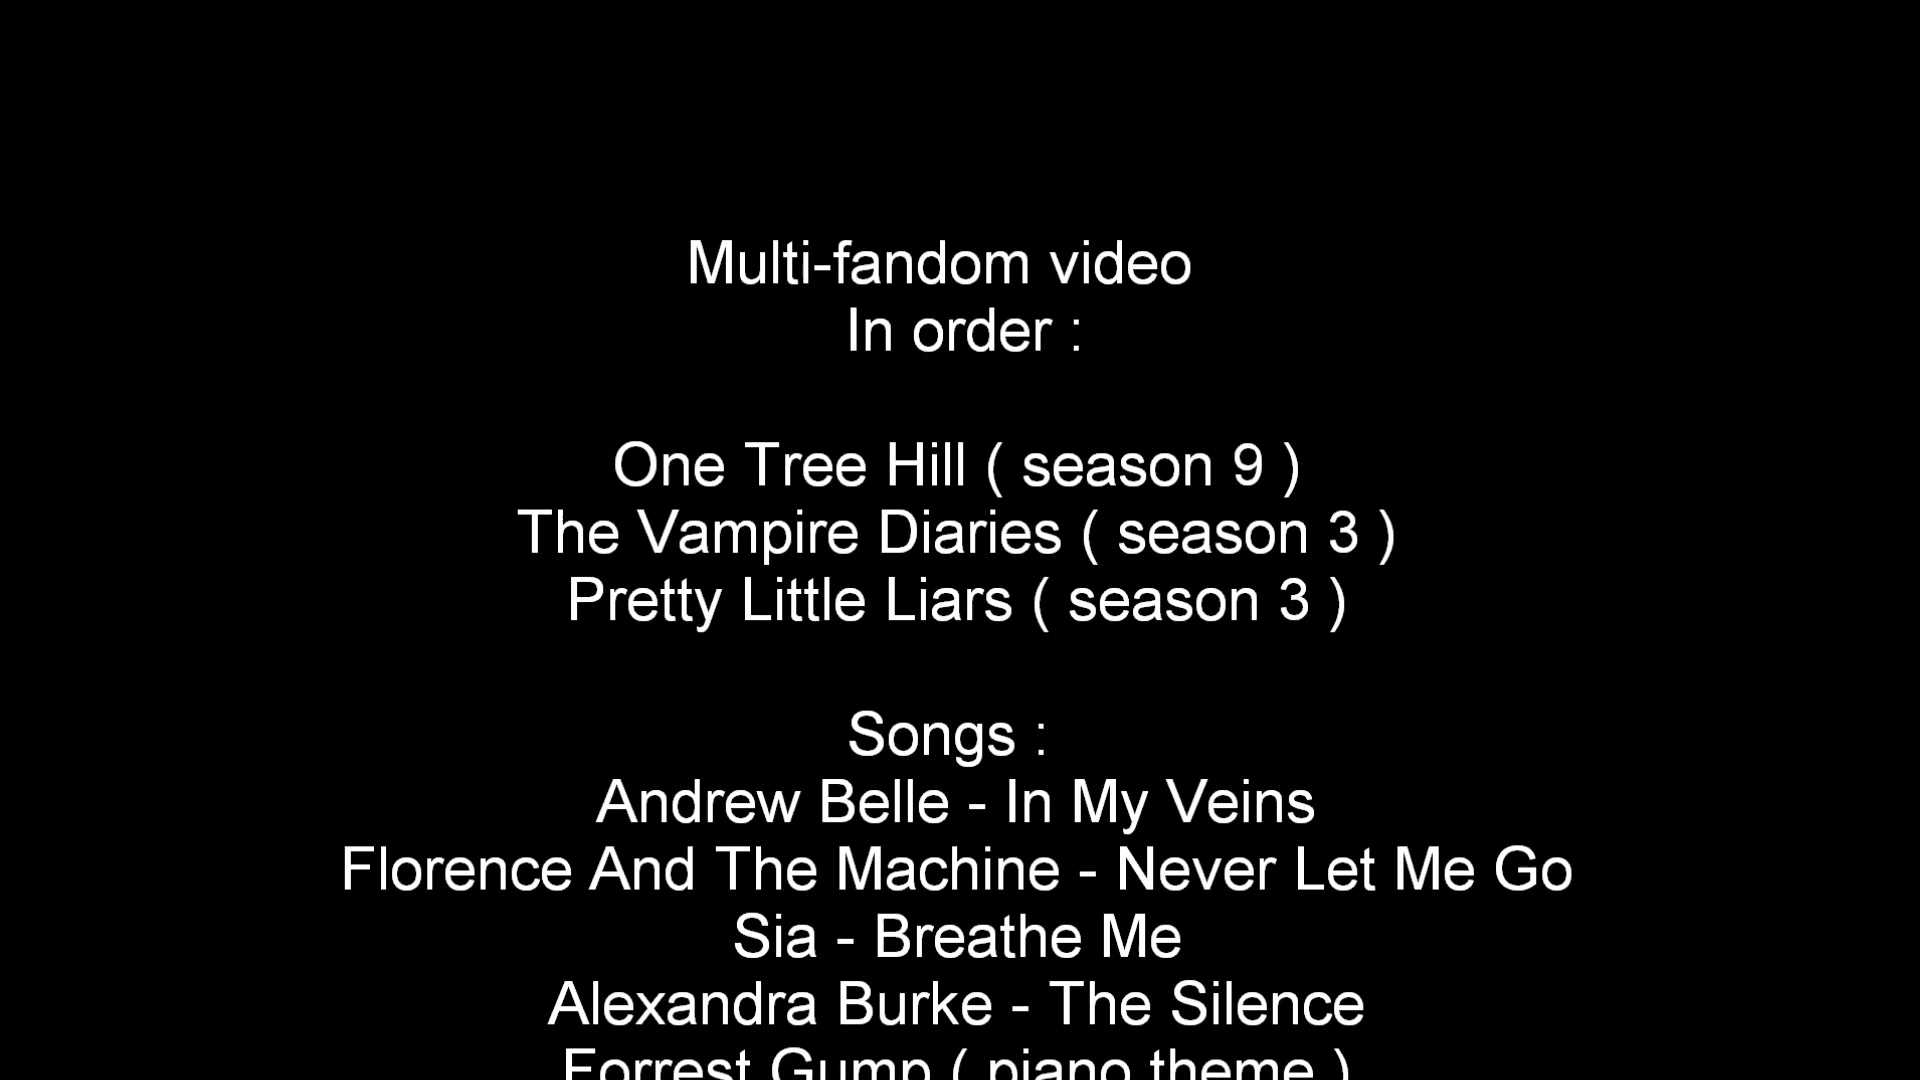 Multi-fandom video
In order :
One Tree Hill ( season 9 )
The Vampire Diaries ( season 3 )
Pretty Little Liars ( season 3 )
Songs :
Andrew Belle - In My Veins
Florence And The Machine - Never Let Me Go
Sia - Breathe Me
Alexandra Burke - The Silence
Forrest Gump ( piano theme )